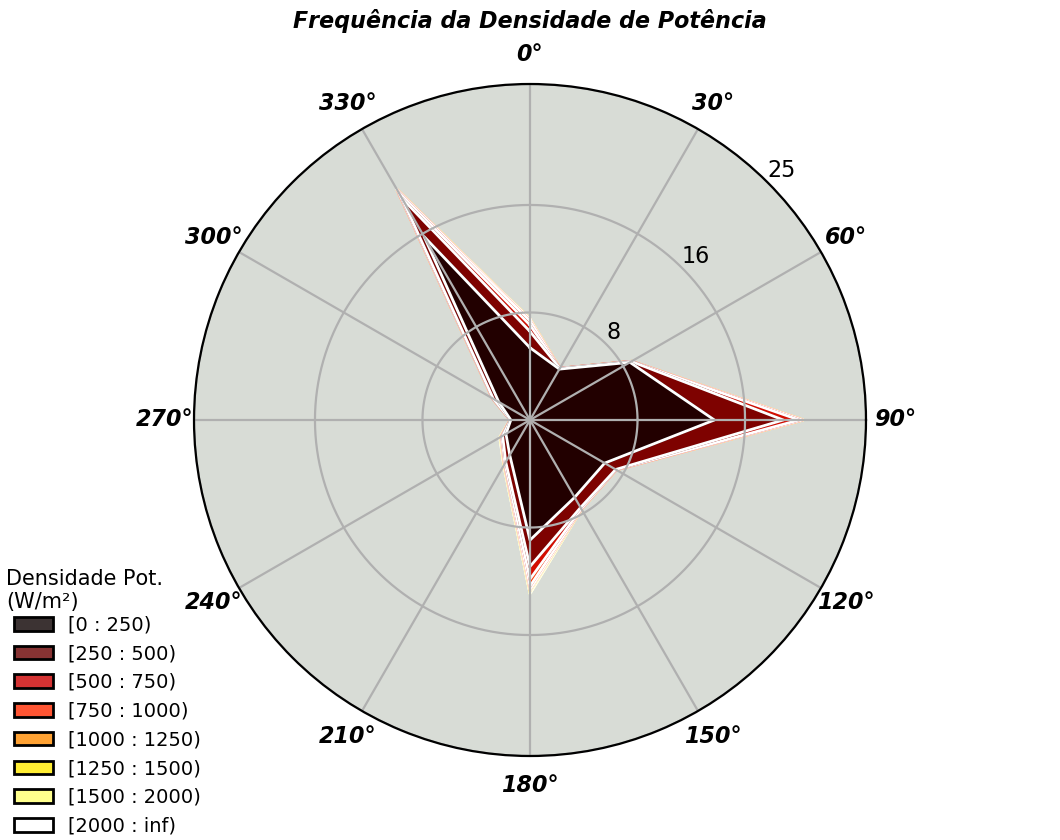 Frequência da Densidade de Potência
0°
330°
30°
25
300°
60°
16
8
270°
90°
240°
120°
210°
150°
180°
Densidade Pot.
(W/m²)
[0 : 250)
[250 : 500)
[500 : 750)
[750 : 1000)
[1000 : 1250)
[1250 : 1500)
[1500 : 2000)
[2000 : inf)